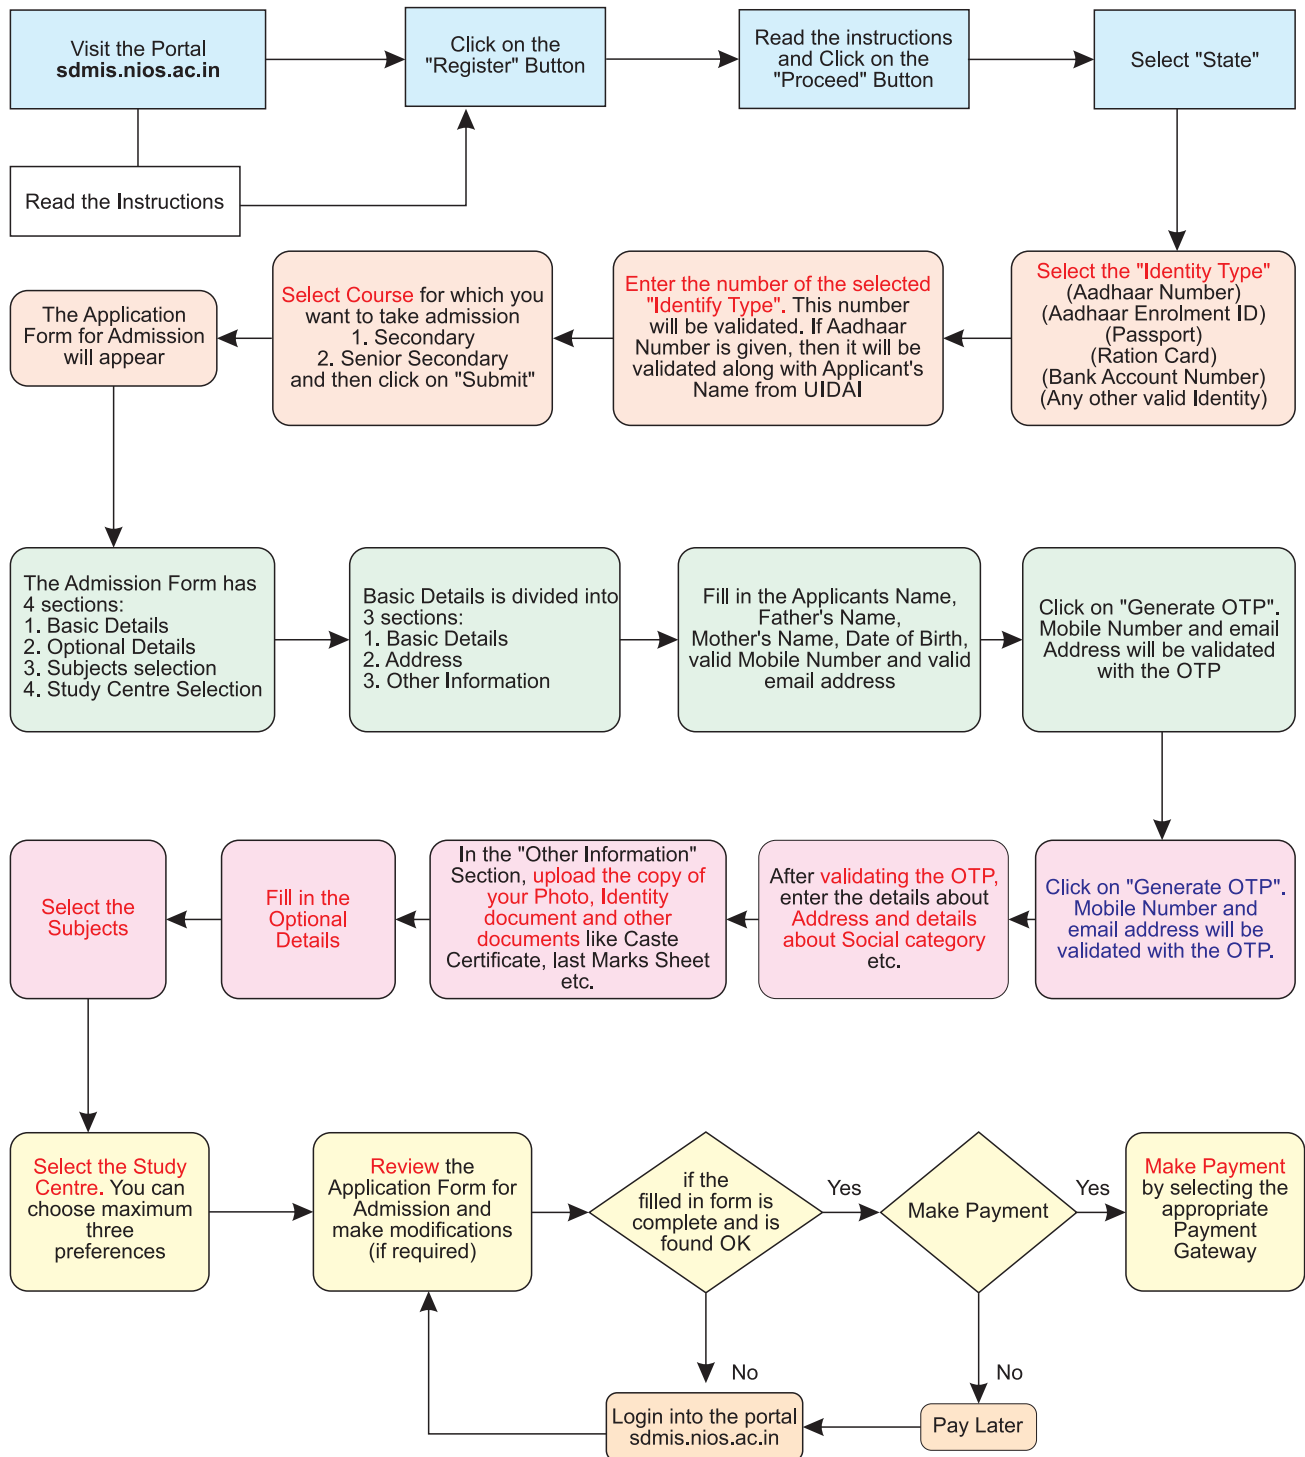 Visit the Portal
sdmis.nios.ac.in
Click on the
"Register" Button
Read the instructions
and Click on the
"Proceed" Button
Select "State"
Read the Instructions
Select the "Identity Type"
(Aadhaar Number)
(Aadhaar Enrolment ID)
(Passport)
(Ration Card)
(Bank Account Number)
(Any other valid Identity)
Enter the number of the selected
"Identify Type". This number
will be validated. If Aadhaar
Number is given, then it will be
validated along with Applicant's
Name from UIDAI
Select Course for which you
want to take admission
1. Secondary
2. Senior Secondary
and then click on "Submit"
The Application
Form for Admission
will appear
The Admission Form has
4 sections:
1. Basic Details
2. Optional Details
3. Subjects selection
4. Study Centre Selection
Basic Details is divided into
3 sections:
1. Basic Details
2. Address
3. Other Information
Fill in the Applicants Name,
Father's Name,
Mother's Name, Date of Birth,
valid Mobile Number and valid
email address
Click on "Generate OTP".
Mobile Number and email
Address will be validated
with the OTP
Click on "Generate OTP".
Mobile Number and
email address will be
validated with the OTP.
After validating the OTP,
enter the details about
Address and details
about Social category
etc.
In the "Other Information"
Section, upload the copy of
your Photo, Identity
document and other
documents like Caste
Certificate, last Marks Sheet
etc.
Fill in the
Optional
Details
Select the
Subjects
Select the Study
Centre. You can
choose maximum
three
preferences
Review the
Application Form for
Admission and
make modifications
(if required)
if the
filled in form is
complete and is
found OK
Yes
Make Payment
Yes
Make Payment
by selecting the
appropriate
Payment
Gateway
No
No
Login into the portal
sdmis.nios.ac.in
Pay Later